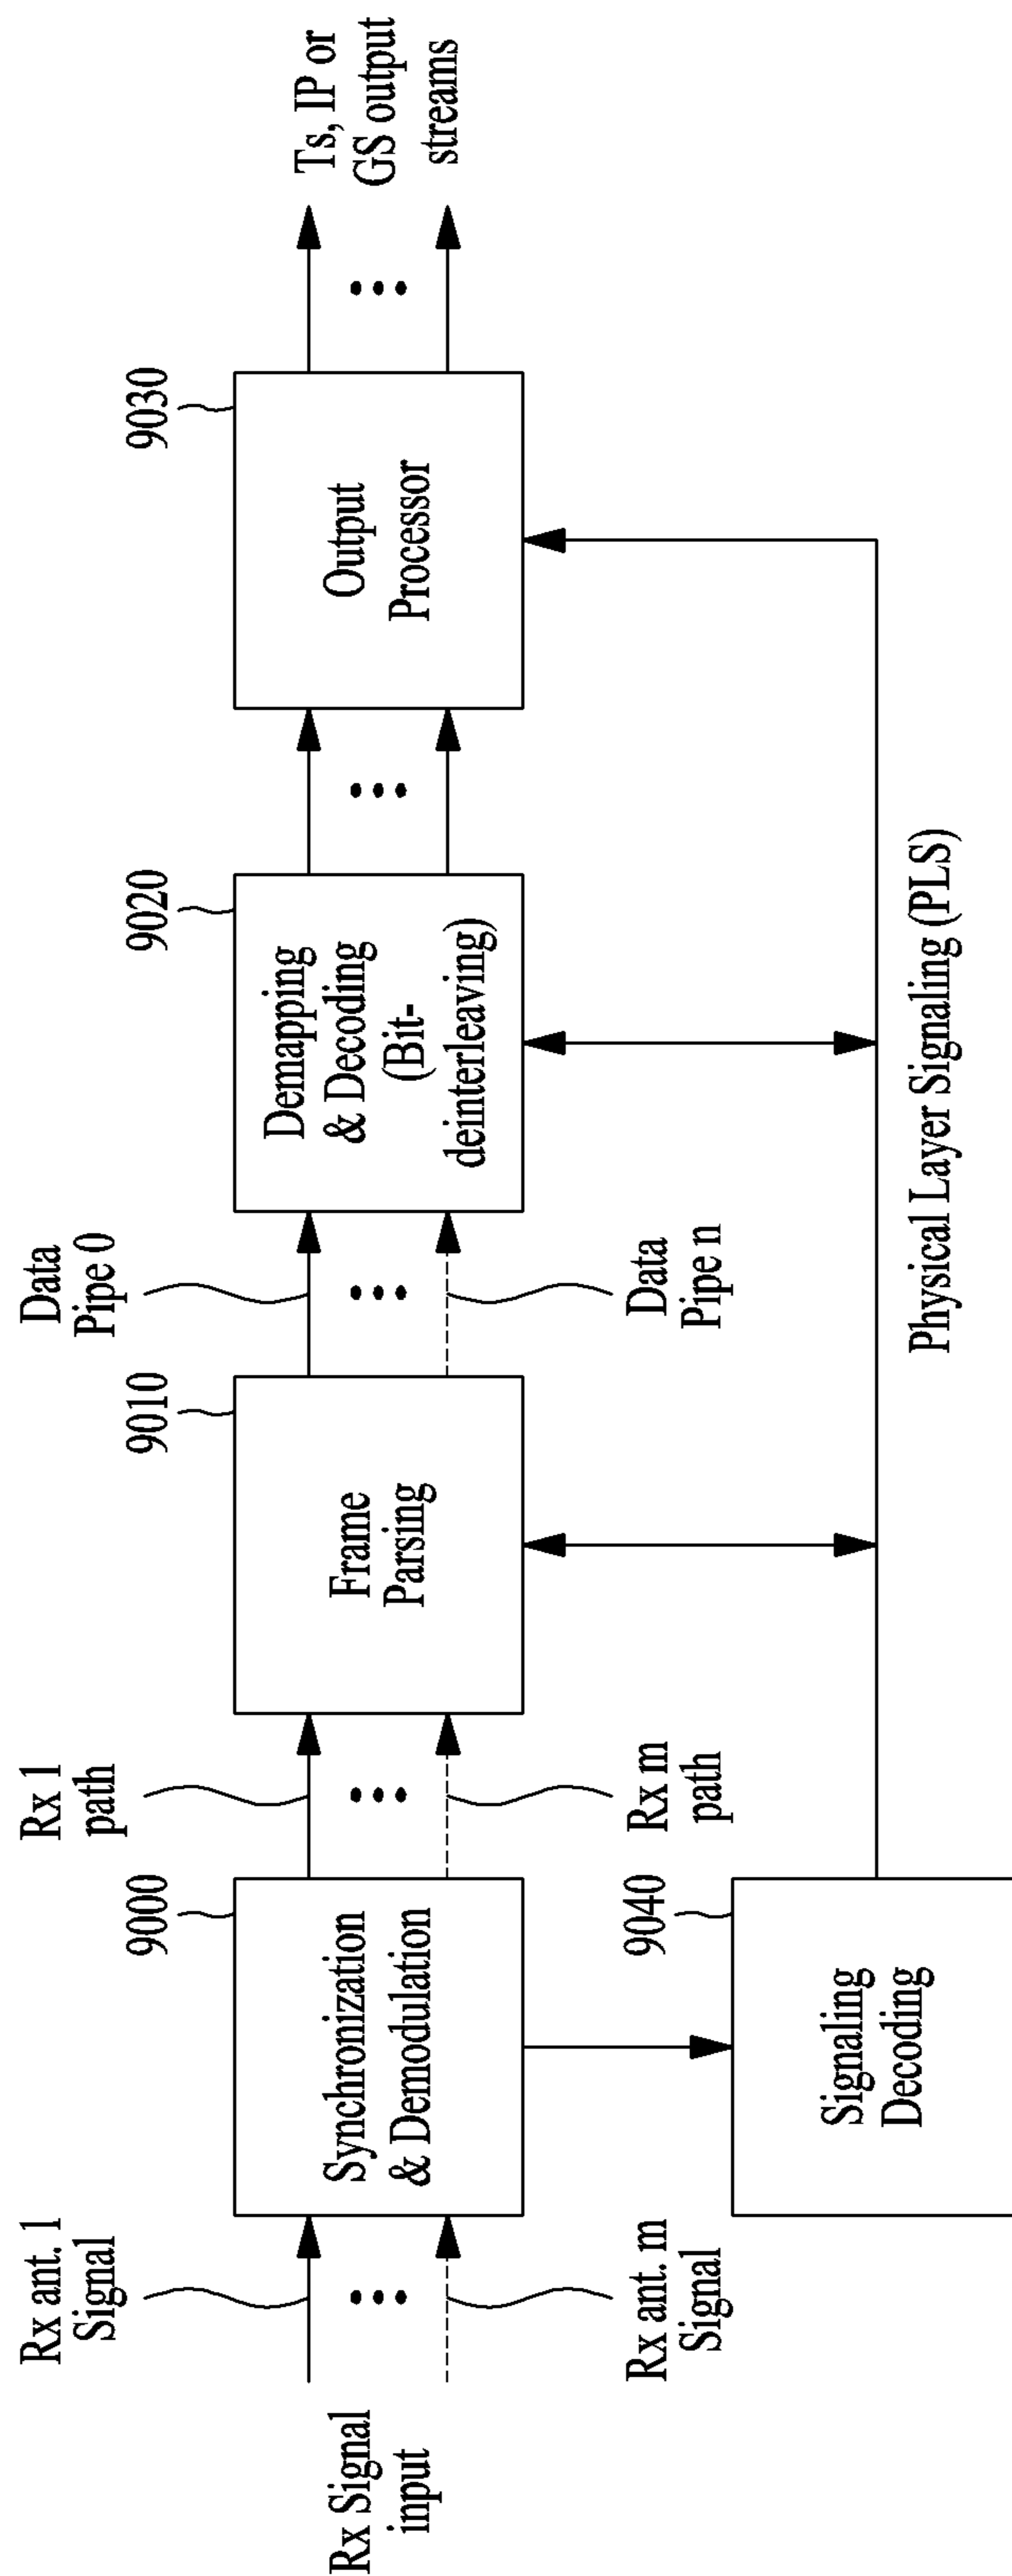 Rx Signal
input
Rx ant. 1
Signal
Rx ant. m
Signal
9000
Synchronization
& Demodulation
Rx 1
path
Rx m
path
9010
Frame
Parsing
Data
Pipe 0
Data
Pipe n
9020
Demapping
& Decoding
(Bit-
deinterleaving)
9030
Output
Processor
Ts, IP or
GS output
streams
9040
Signaling
Decoding
Physical Layer Signaling (PLS)